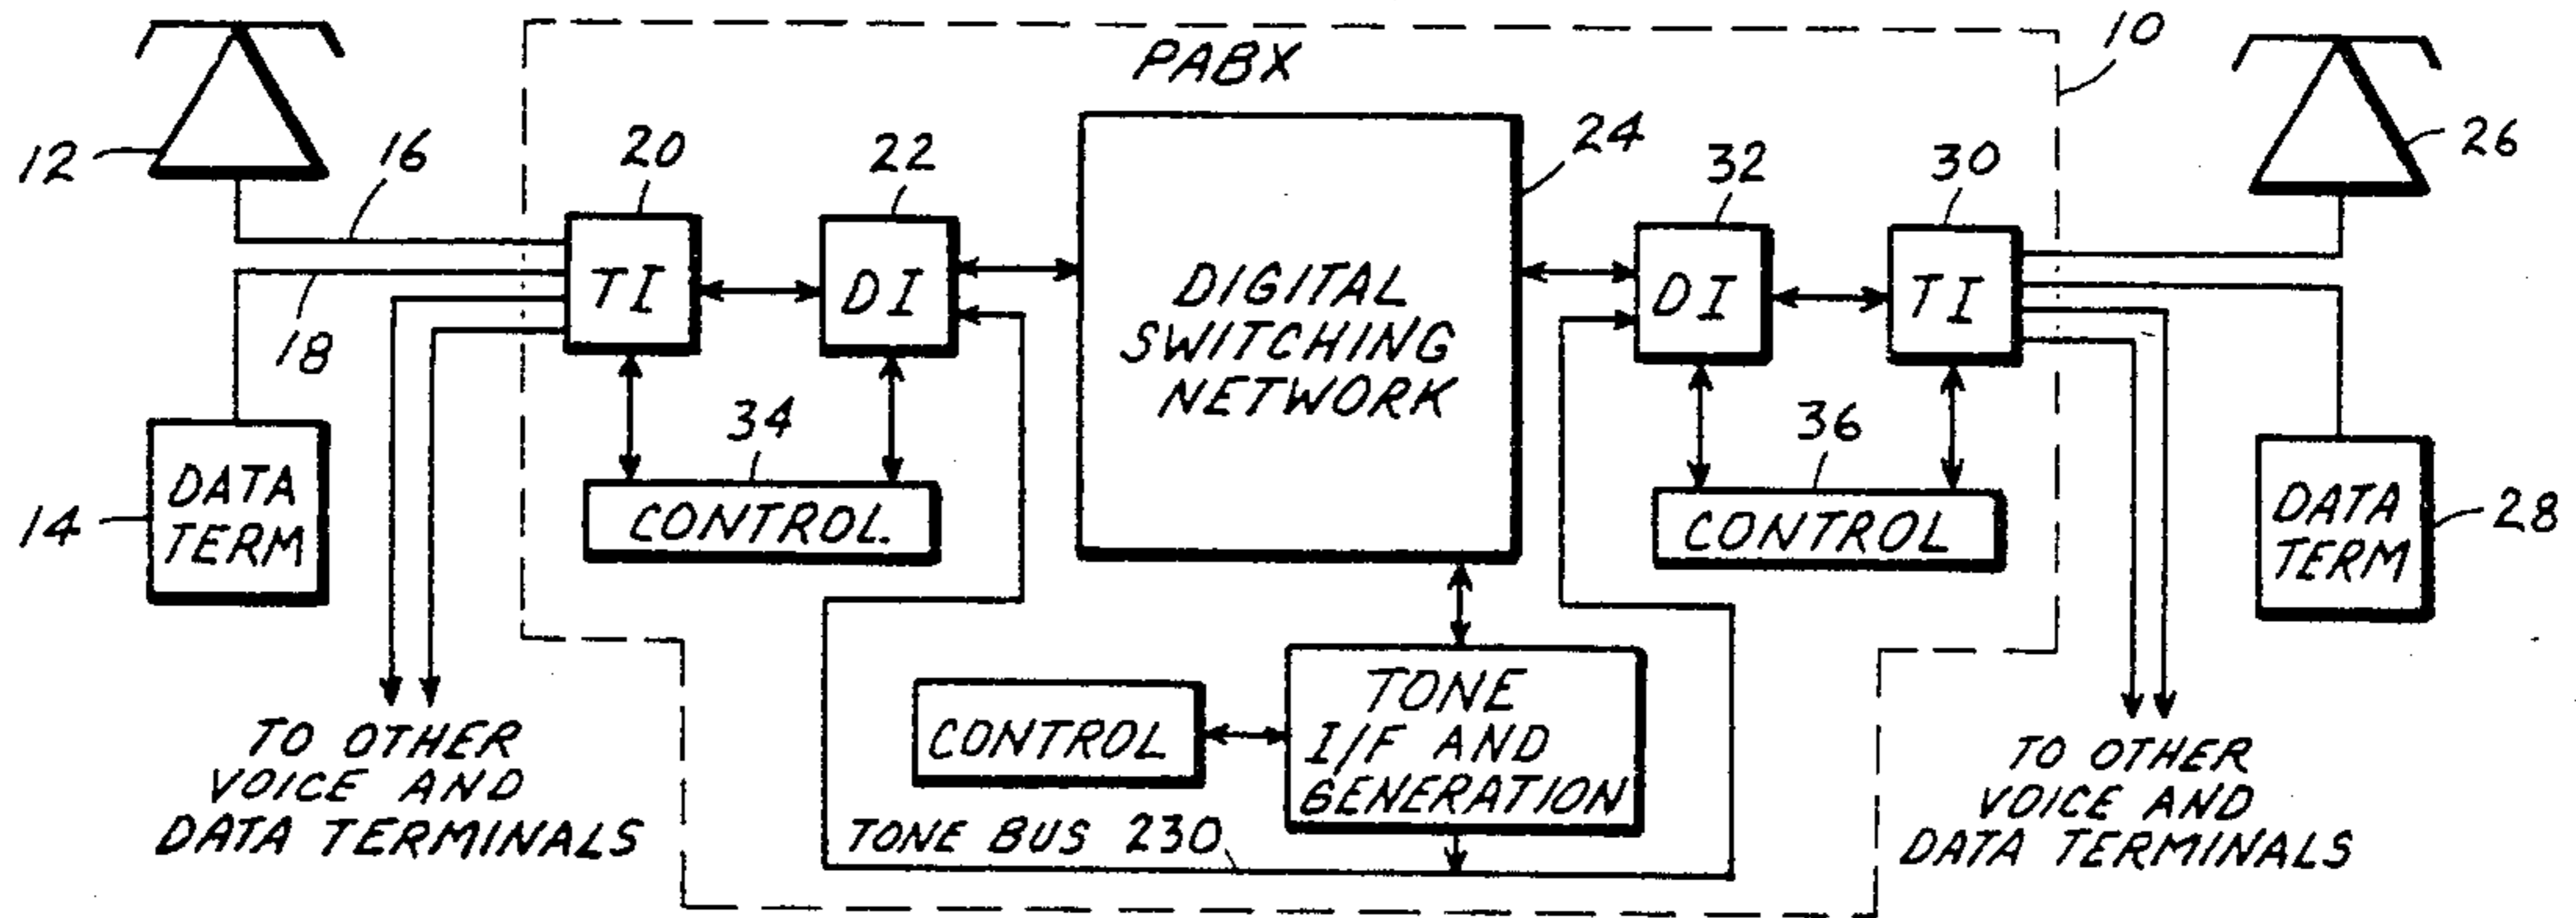 PABX
10
12
16
20
22
24
32
30
26
TI
DI
DIGITAL
SWITCHING
NETWORK
DI
TI
18
34
36
DATA
TERM
14
CONTROL.
CONTROL
DATA
TERM
28
TO OTHER
VOICE AND
DATA TERMINALS
CONTROL
TONE
I/F AND
GENERATION
TONE BUS 230
TO OTHER
VOICE AND
DATA TERMINALS